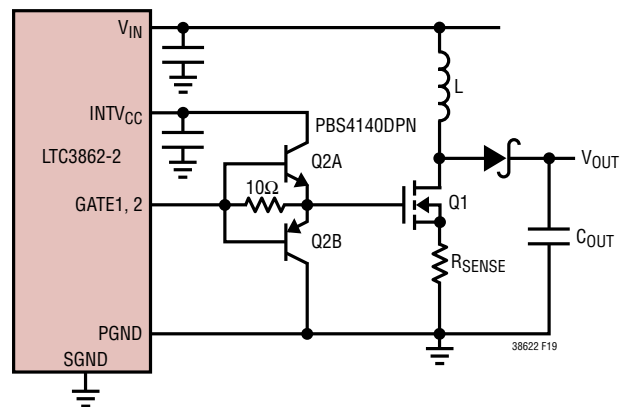 VIN
L
INTVCC
PBS4140DPN
LTC3862-2
Q2A
VOUT
10Ω
GATE1, 2
Q1
Q2B
COUT
RSENSE
PGND
38622 F19
SGND